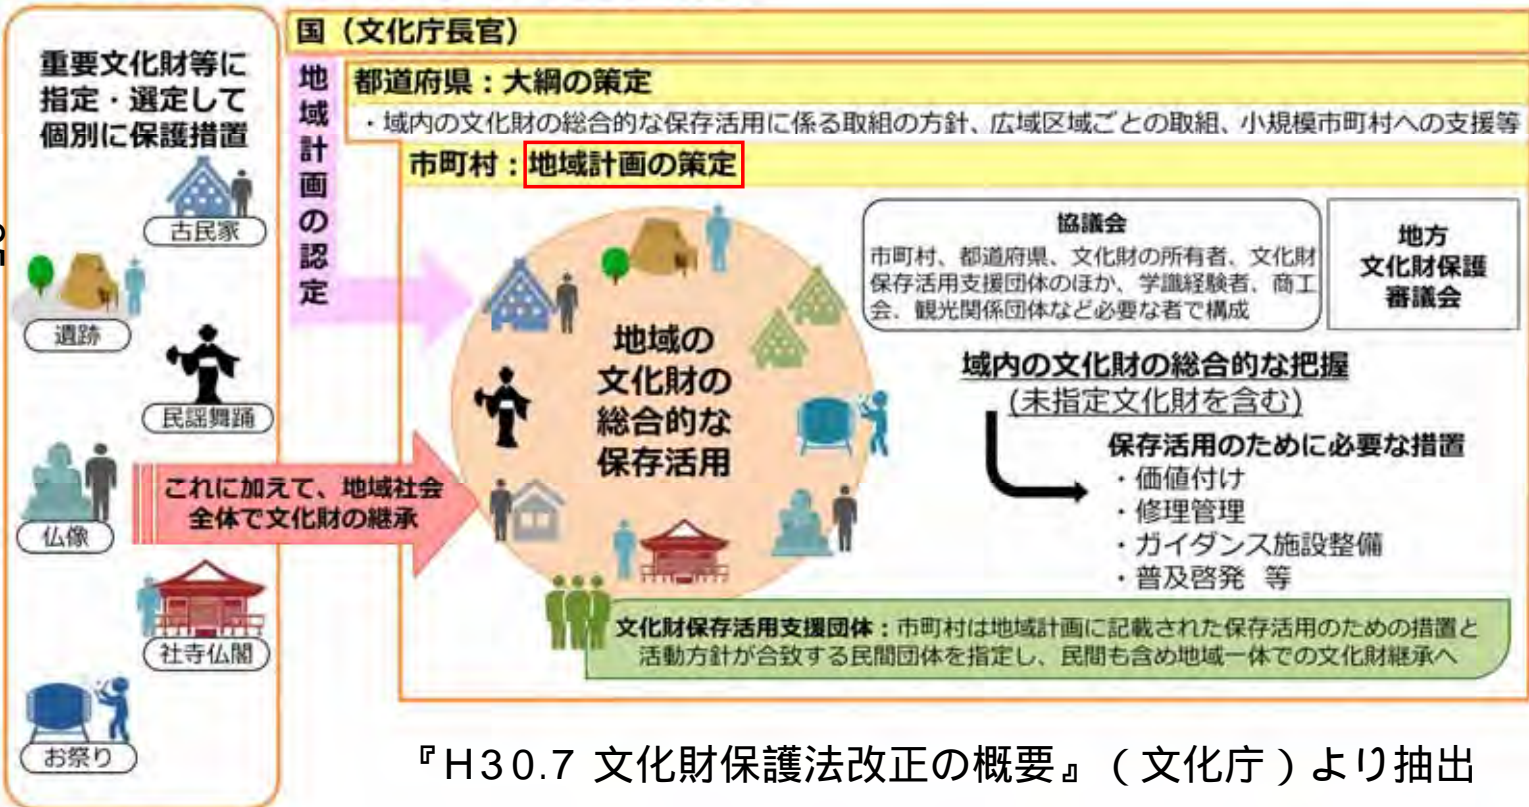 重要文化財等に
指定・選定して
個別に保護措置
古民家
遺跡
民謡舞踊
仏像
社寺仏閣
お祭り
国（文化庁長官）
地域計画の認定
都道府県：大綱の策定
・域内の文化財の総合的な保存活用に係る取組の方針、広域区域ごとの取組、小規模市町村への支援等
市町村：地域計画の策定
これに加えて、地域社会
全体で文化財の継承
地域の
文化財の
総合的な
保存活用
協議会
市町村、都道府県、文化財の所有者、文化財
保存活用支援団体のほか、学識経験者、商工
会、観光関係団体など必要な者で構成
地方
文化財保護
審議会
域内の文化財の総合的な把握
(未指定文化財を含む)
保存活用のために必要な措置
・価値付け
・修理管理
・ガイダンス施設整備
・普及啓発 等
文化財保存活用支援団体：市町村は地域計画に記載された保存活用のための措置と
活動方針が合致する民間団体を指定し、民間も含め地域一体での文化財継承へ
『H30.7 文化財保護法改正の概要』（文化庁）より抽出